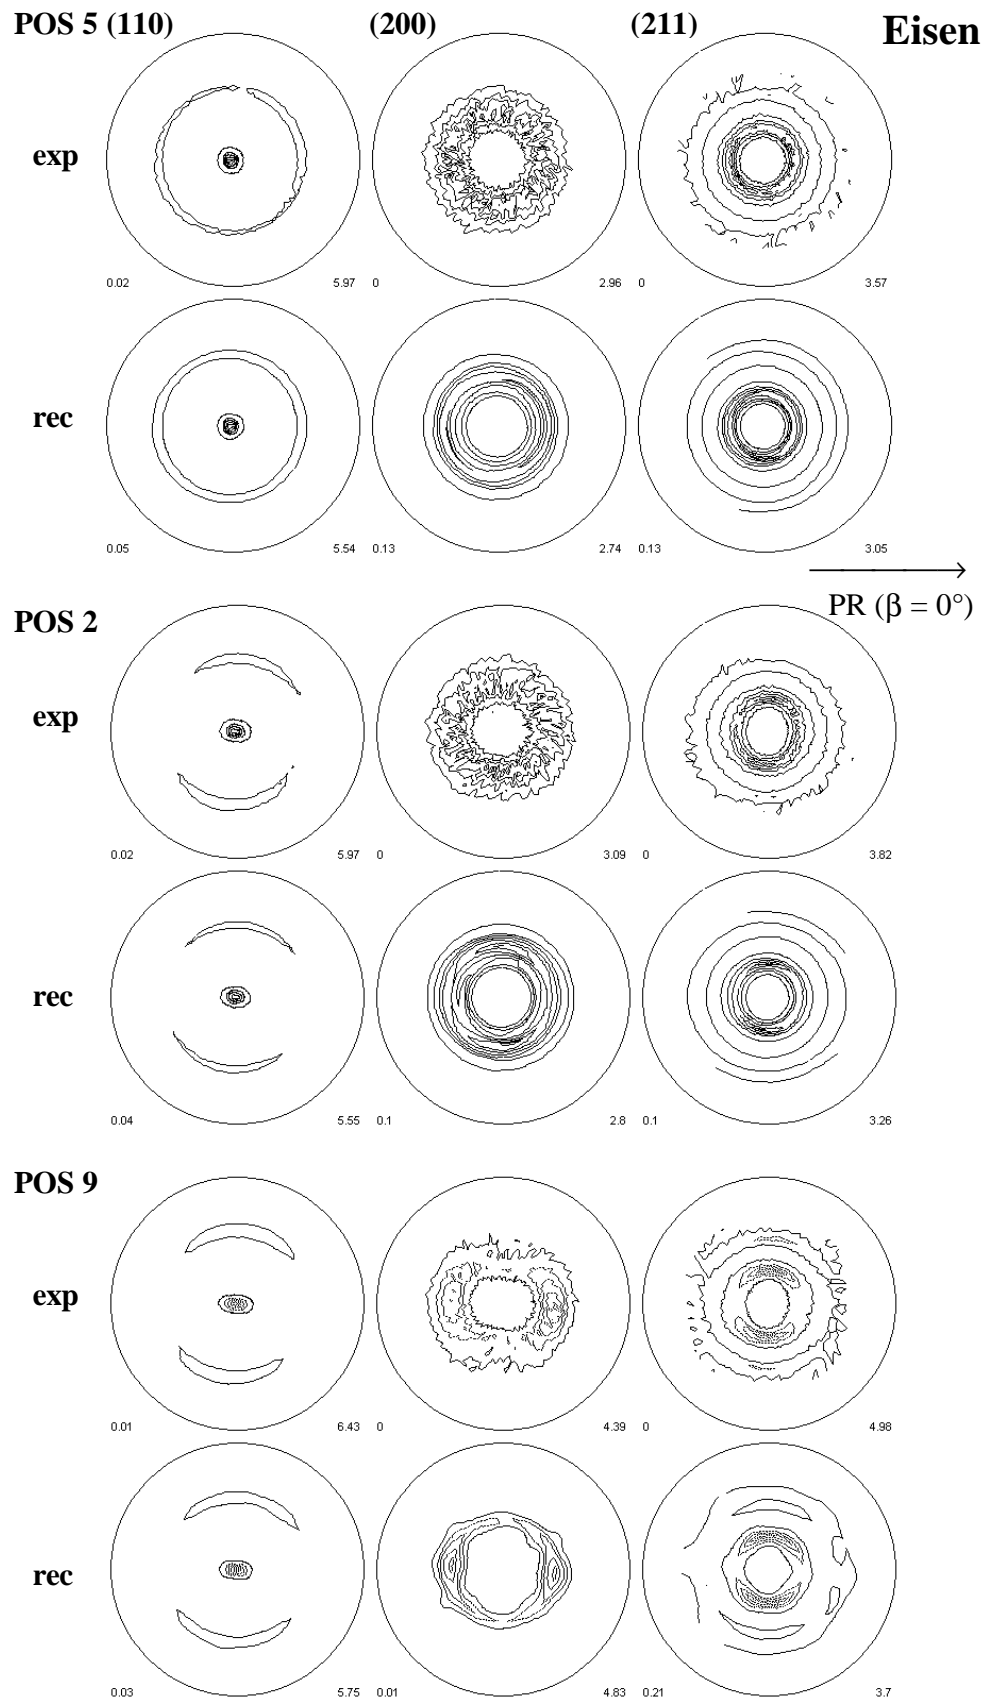 POS 5 (110) (200) (211) Eisen
exp
0.02 5.97 0 2.96 0 3.57
rec
0.05 5.54 0.13 2.74 0.13 3.05
PR (β = 0°)
POS 2
exp
0.02 5.97 0 3.09 0 3.82
rec
0.04 5.55 0.1 2.8 0.1 3.26
POS 9
exp
0.01 6.43 0 4.39 0 4.98
rec
0.03 5.75 0.01 4.83 0.21 3.7